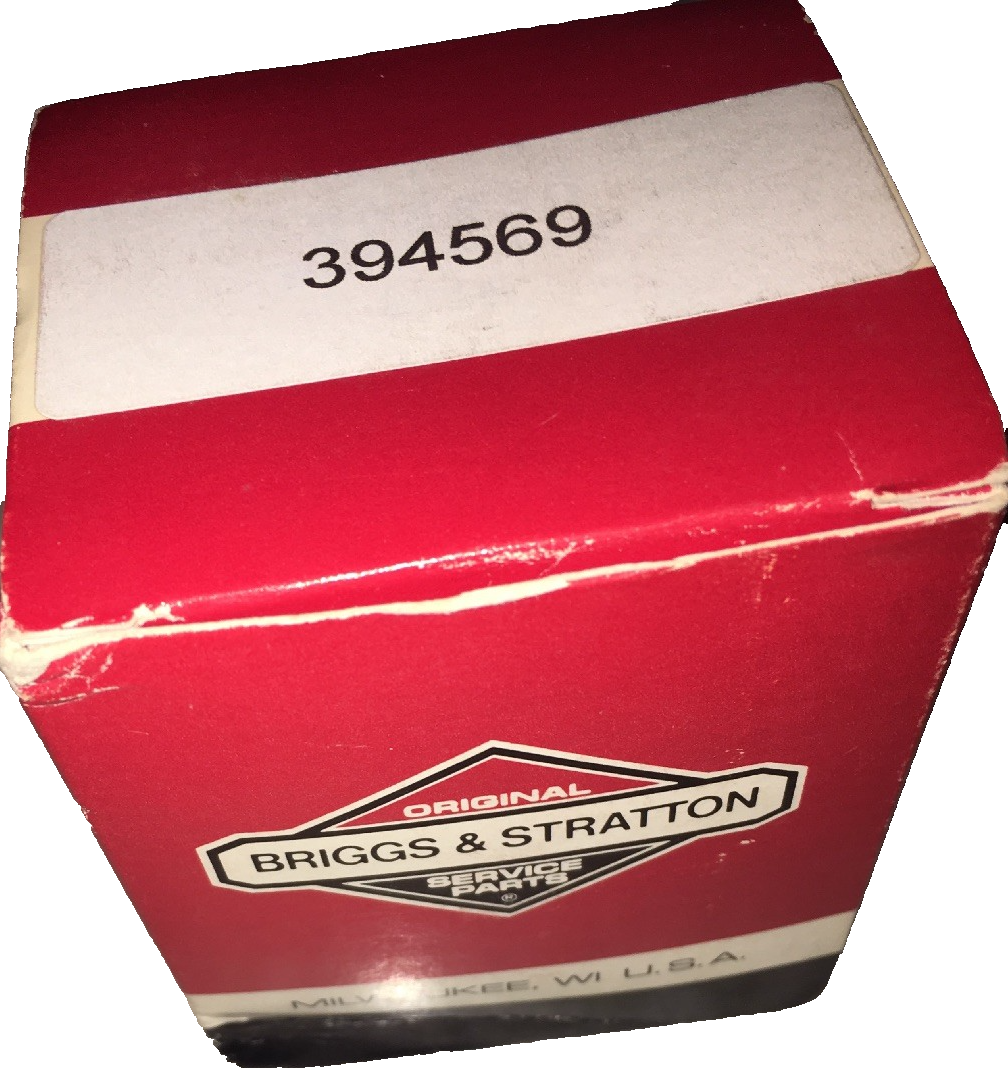 394569
ORIGINAL
BRIGGS & STRATTON
SERVICE
PARTS
®
WI U.S.A.